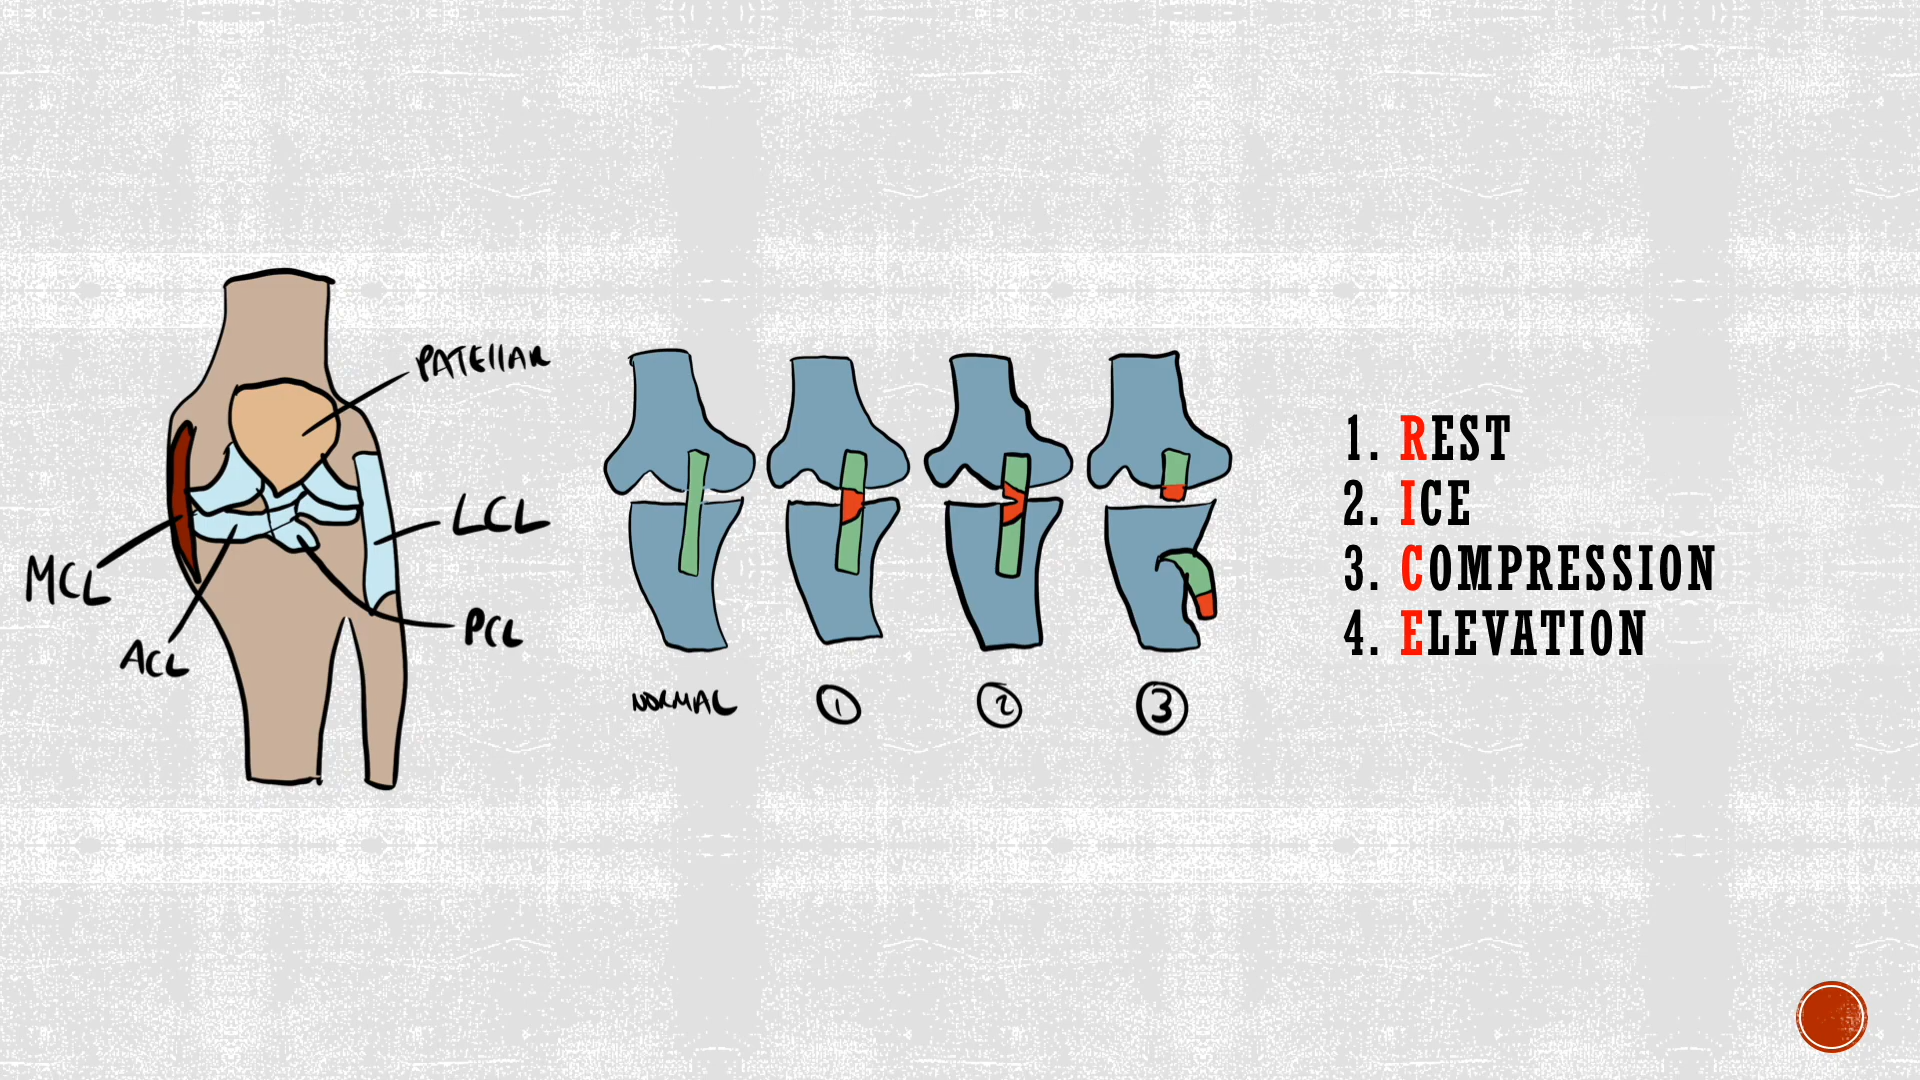 PATEllAR
LCL
MCL
PCL
ACL
NORMAL
1
2
3
1. REST
2. ICE
3. COMPRESSION
4. ELEVATION